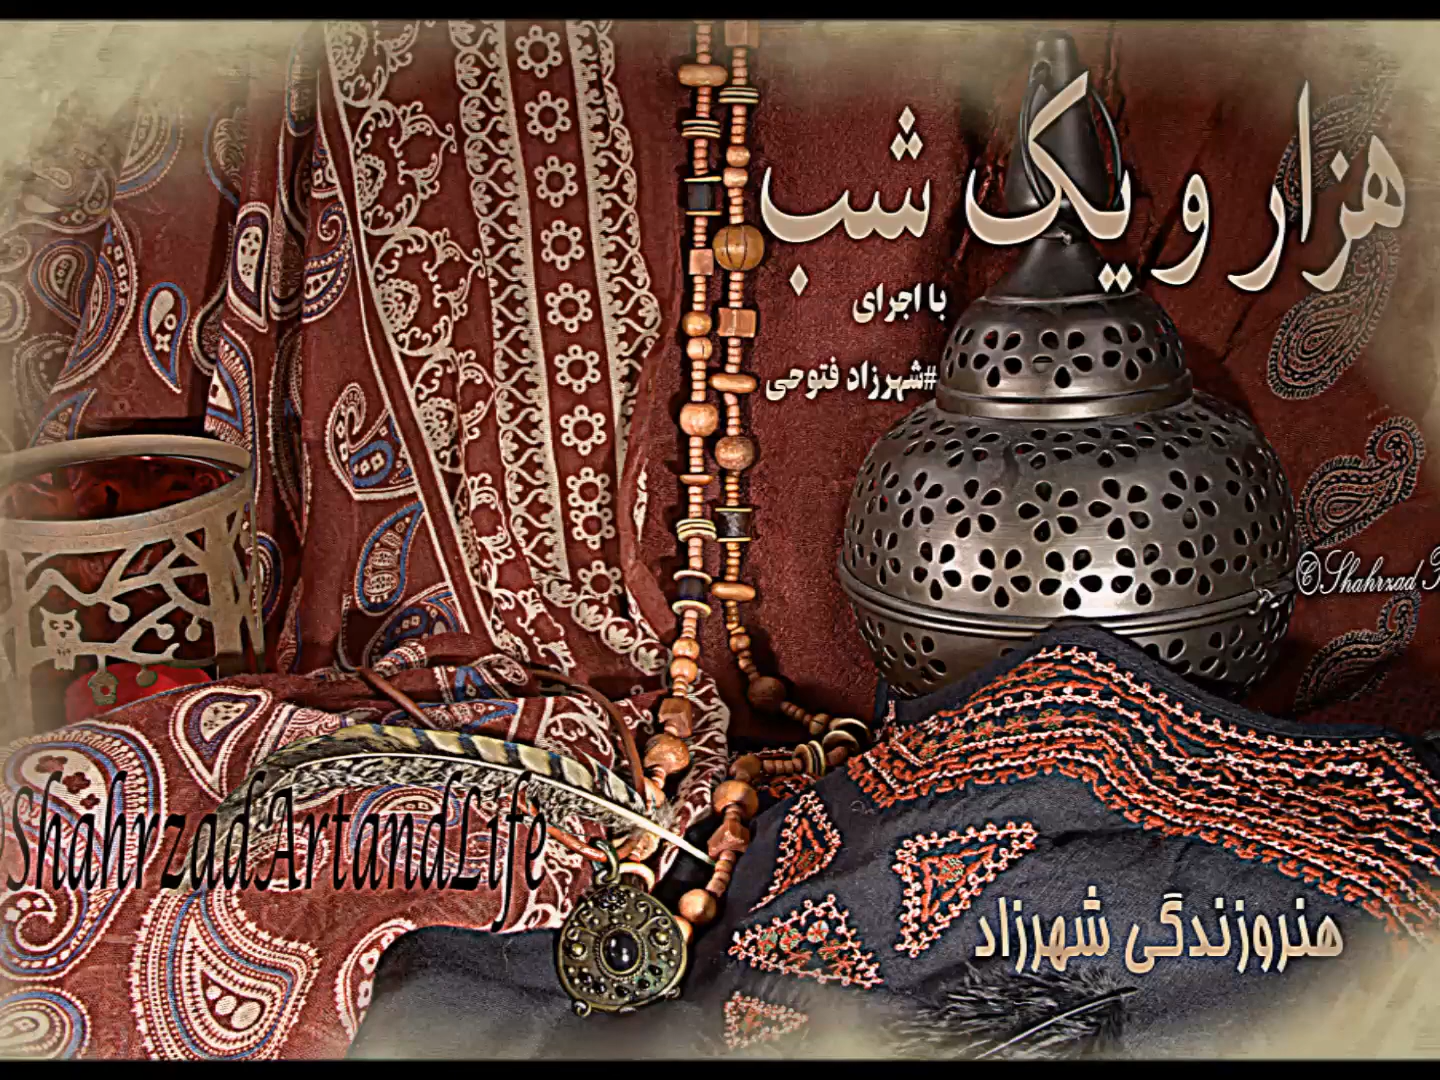 هزار و یک شب
با اجرای
#شهرزاد فتوحی
©Shahrzad
ShahrzadArtandLife
هنروزندگی شهرزاد